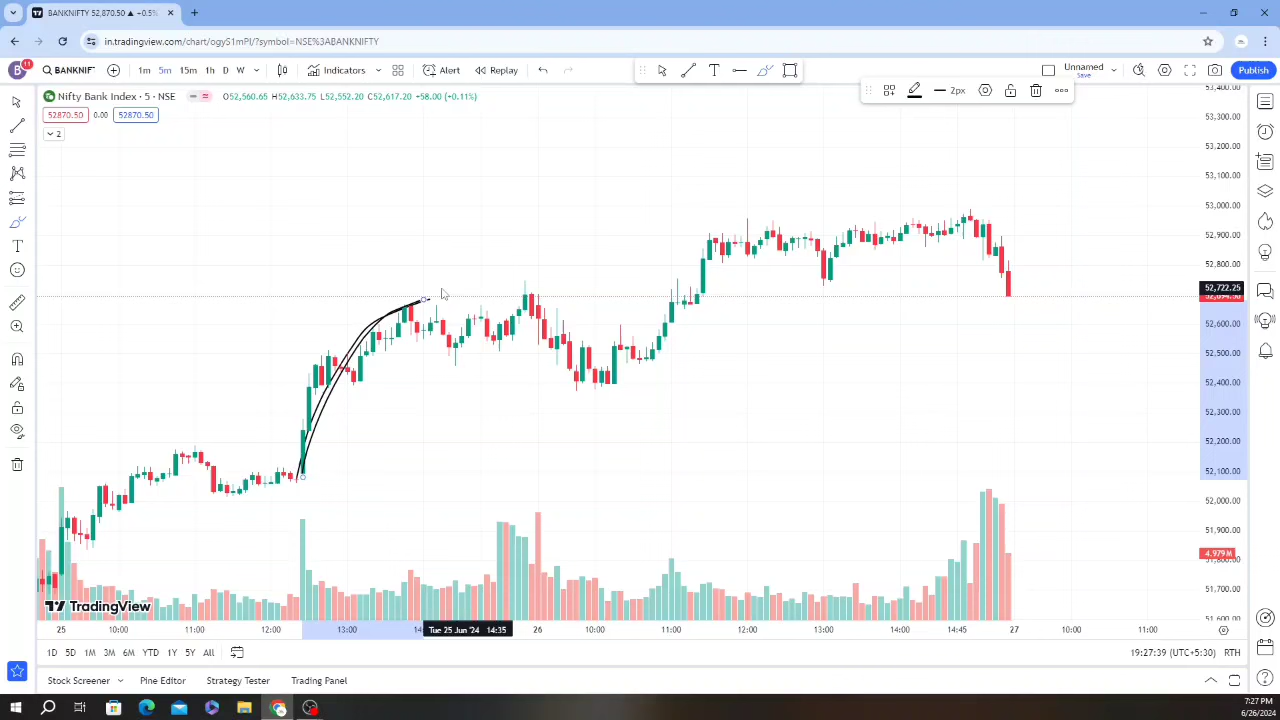 BANKNIFTY 52,870.50 ▲ +0.5%
in.tradingview.com/chart/ogyS1mPl/?symbol=NSE%3ABANKNIFTY
B 11 BANKNIF 1m 5m 15m 1h D W Indicators Alert Replay Unnamed Save Publish
2px
Nifty Bank Index · 5 · NSE O52,560.65 H52,633.75 L52,552.20 C52,617.20 +58.00 (+0.11%)
52870.50 0.00 52870.50
2
53,400.00
53,300.00
53,200.00
53,100.00
53,000.00
52,900.00
52,800.00
52,722.25
52,600.00
52,500.00
52,400.00
52,300.00
52,200.00
52,100.00
52,000.00
51,900.00
4.979M
51,800.00
51,700.00
51,600.00
TradingView
25 10:00 11:00 12:00 13:00 Tue 25 Jun '24 14:35 26 10:00 11:00 12:00 13:00 14:00 14:45 27 10:00 11:00
1D 5D 1M 3M 6M YTD 1Y 5Y All 19:27:39 (UTC+5:30) RTH
Stock Screener Pine Editor Strategy Tester Trading Panel
7:27 PM
6/26/2024